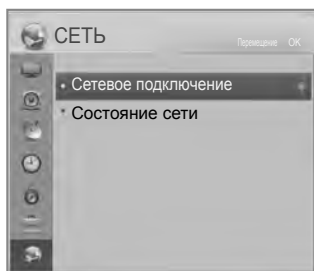 СЕТЬ
Перемещение OK
Сетевое подключение
Состояние сети